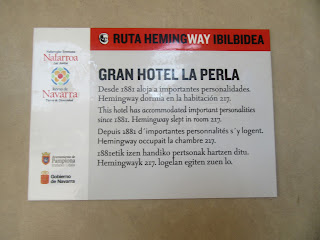 RUTA HEMINGWAY IBILBIDEA
Nafarroa
Reyno de
Navarra
GRAN HOTEL LA PERLA
Desde 1881 aloja a importantes personalidades.
Hemingway dormía en la habitación 217.
This hotel has accommodated important personalities
since 1881. Hemingway slept in room 217.
Depuis 1881 d´importantes personnalités s´y logent.
Hemingway occupait la chambre 217.
1881etik izen handiko pertsonak hartzen ditu.
Hemingwayk 217. logelan egiten zuen lo.
Ayuntamiento de
Pamplona
Gobierno
de Navarra